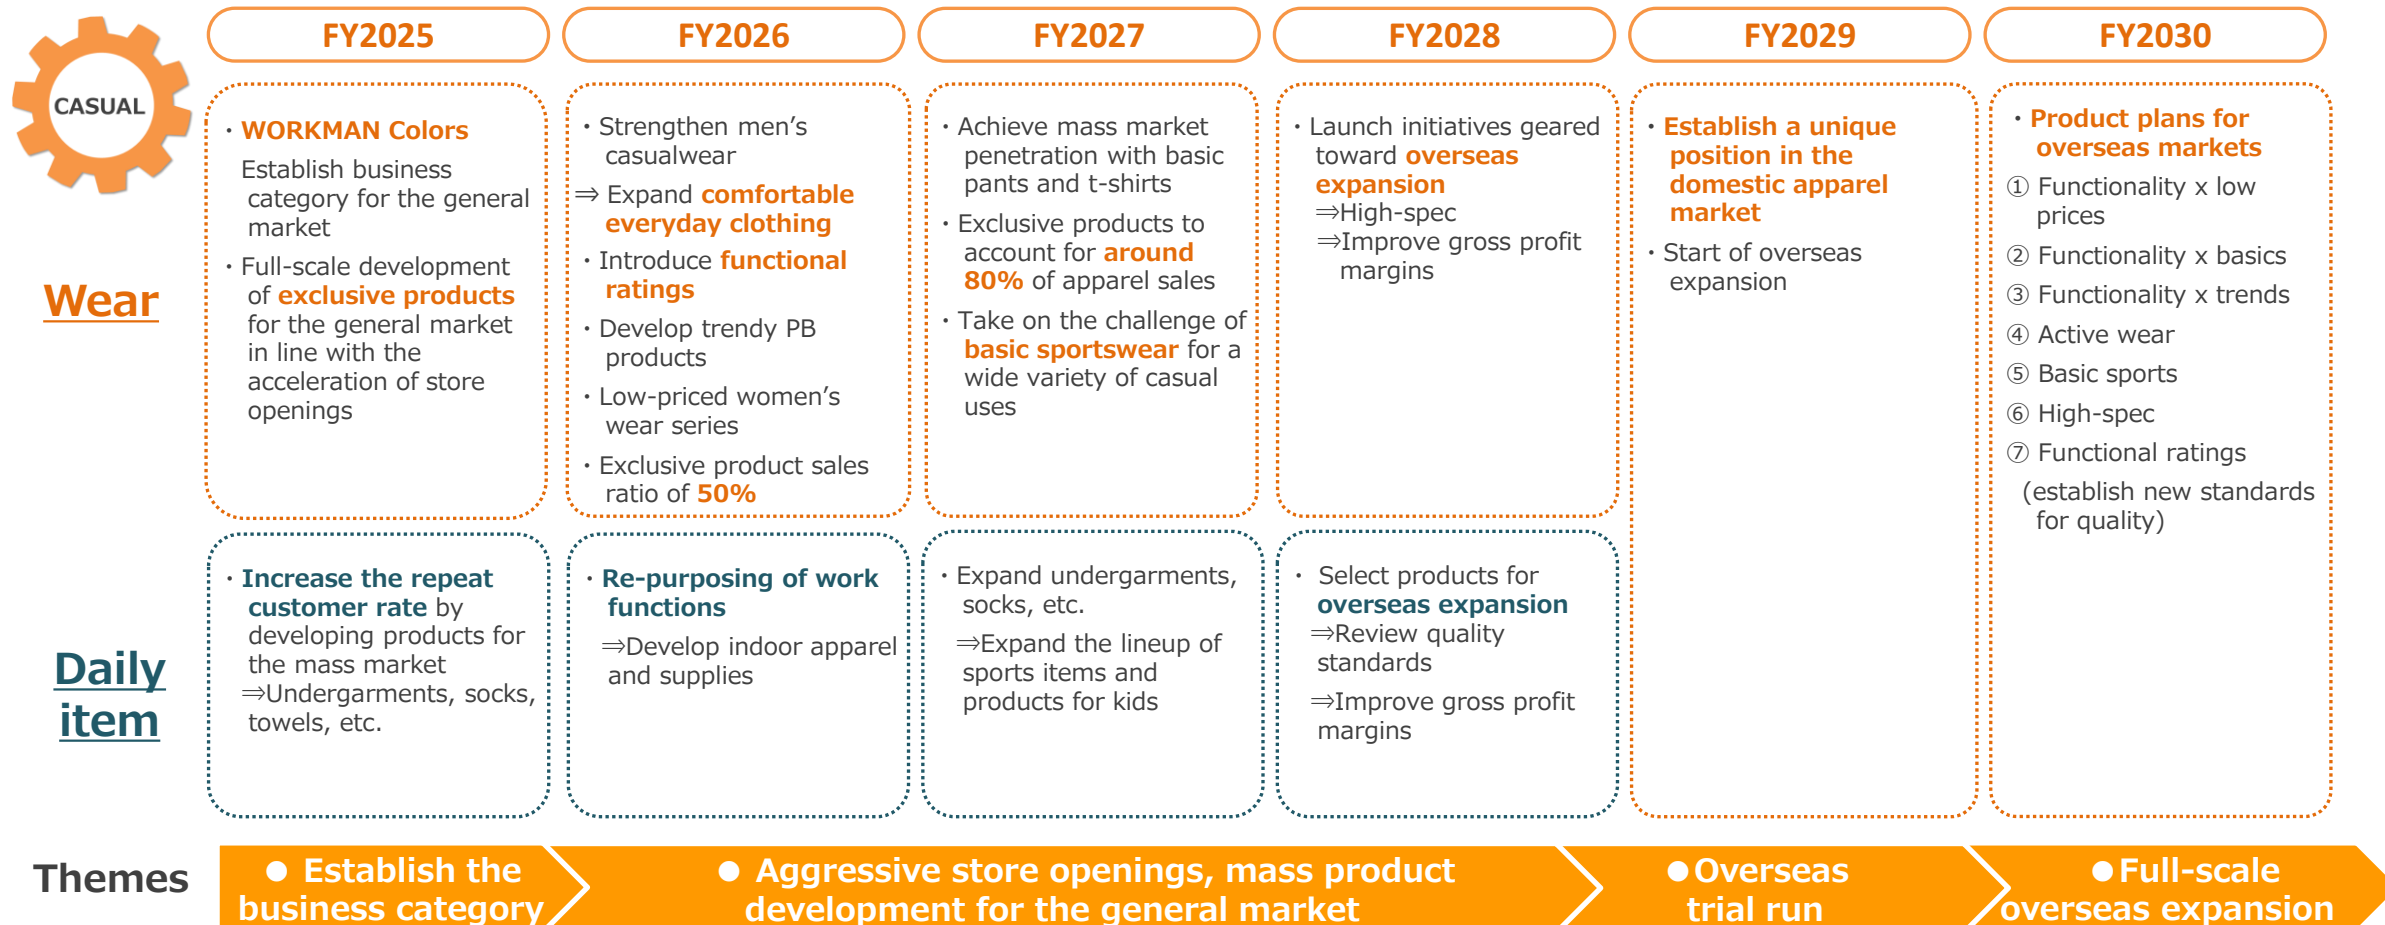 CASUAL
FY2025
FY2026
FY2027
FY2028
FY2029
FY2030
Wear
・WORKMAN Colors
Establish business
category for the general
market
・Full-scale development
of exclusive products
for the general market
in line with the
acceleration of store
openings
・Strengthen men’s
casualwear
⇒ Expand comfortable
everyday clothing
・Introduce functional
ratings
・Develop trendy PB
products
・Low-priced women’s
wear series
・Exclusive product sales
ratio of 50%
・Achieve mass market
penetration with basic
pants and t-shirts
・Exclusive products to
account for around
80% of apparel sales
・Take on the challenge of
basic sportswear for a
wide variety of casual
uses
・Launch initiatives geared
toward overseas
expansion
⇒High-spec
⇒Improve gross profit
margins
・Establish a unique
position in the
domestic apparel
market
・Start of overseas
expansion
・Product plans for
overseas markets
① Functionality x low
prices
② Functionality x basics
③ Functionality x trends
④ Active wear
⑤ Basic sports
⑥ High-spec
⑦ Functional ratings
(establish new standards
for quality)
Daily
item
・Increase the repeat
customer rate by
developing products for
the mass market
⇒Undergarments, socks,
towels, etc.
・Re-purposing of work
functions
⇒Develop indoor apparel
and supplies
・Expand undergarments,
socks, etc.
⇒Expand the lineup of
sports items and
products for kids
・ Select products for
overseas expansion
⇒Review quality
standards
⇒Improve gross profit
margins
Themes
● Establish the
business category
● Aggressive store openings, mass product
development for the general market
●Overseas
trial run
●Full-scale
overseas expansion